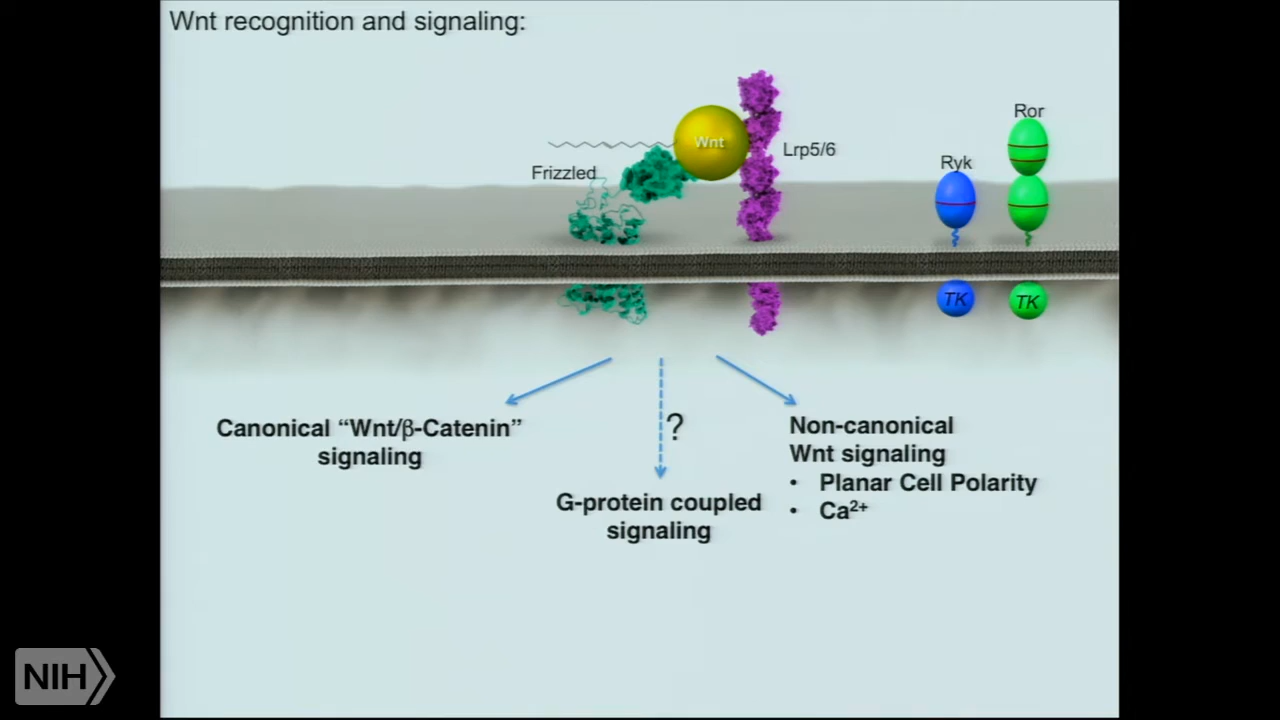 Wnt recognition and signaling:
Ror
Wnt
Lrp5/6
Ryk
Frizzled
TK
TK
Canonical “Wnt/β-Catenin”
signaling
?
G-protein coupled
signaling
Non-canonical
Wnt signaling
• Planar Cell Polarity
• Ca²⁺
NIH